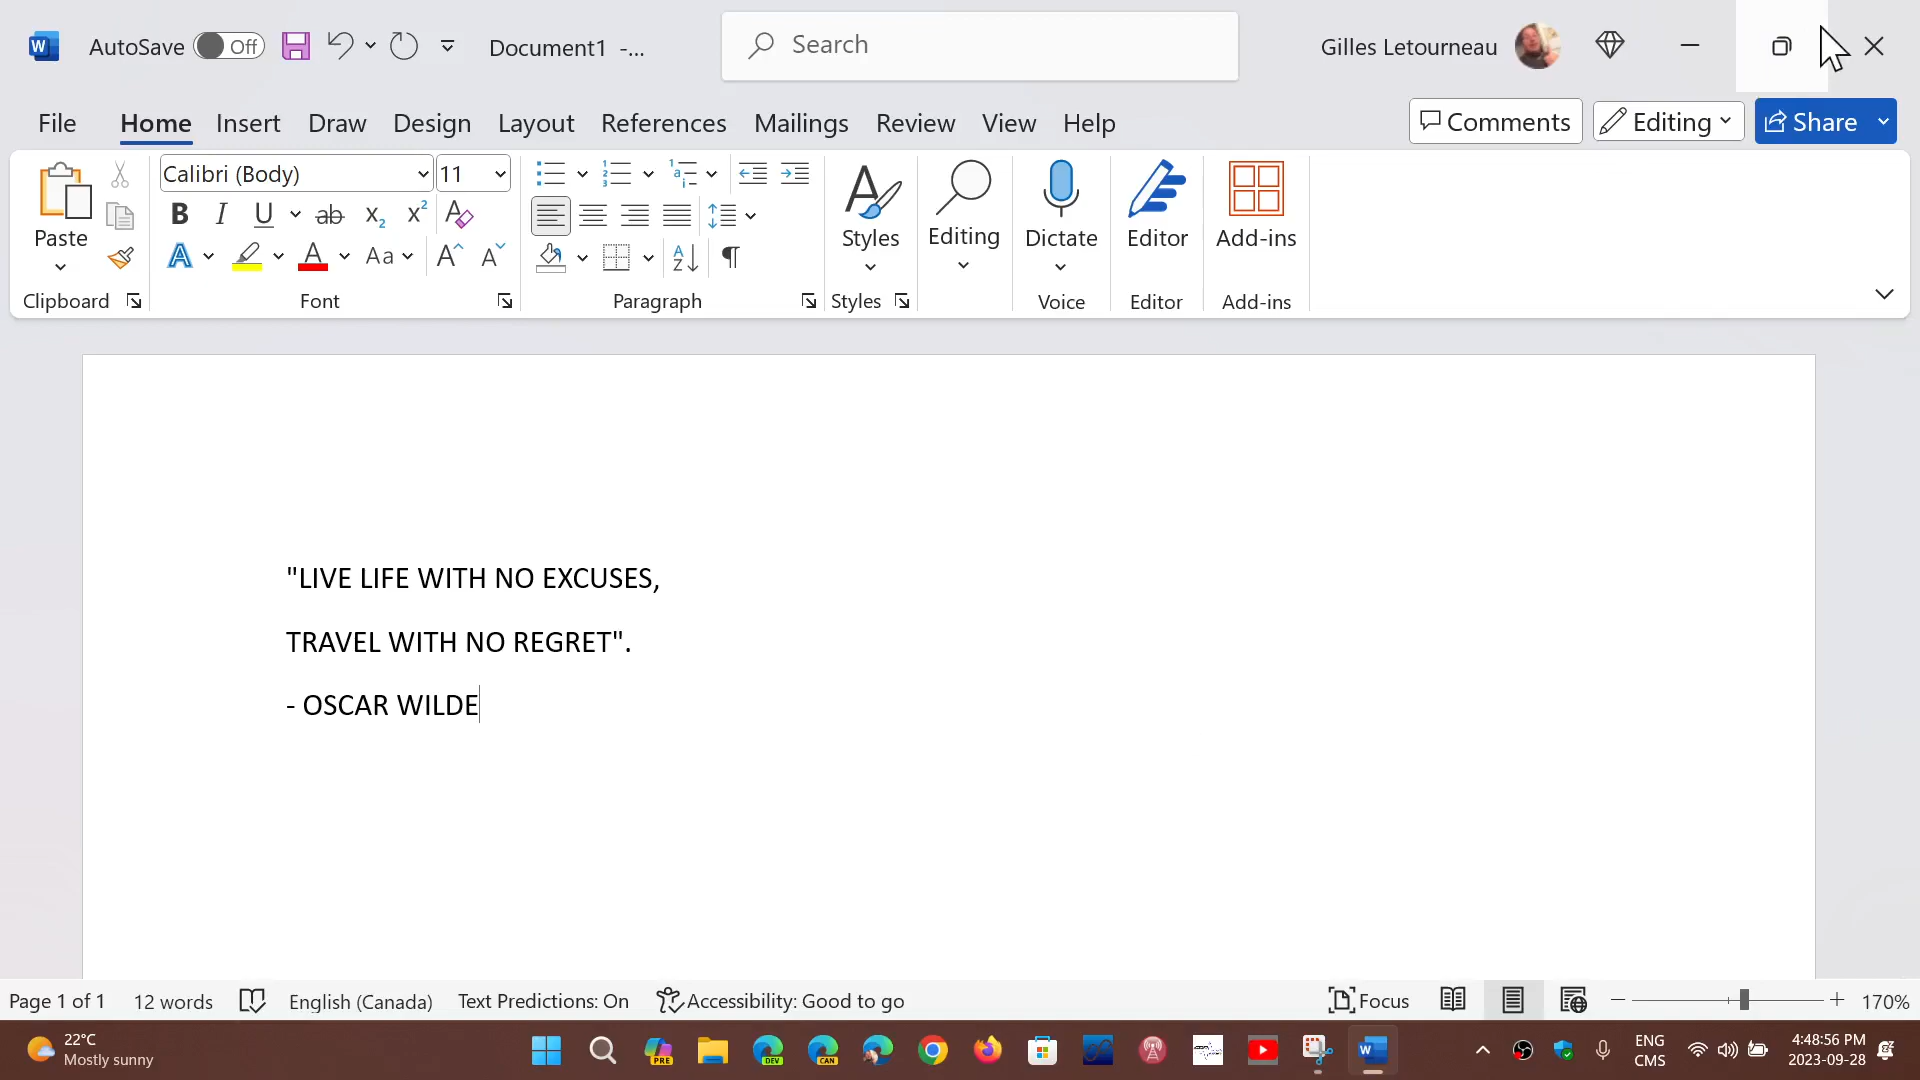 W AutoSave Off Document1 -... Search Gilles Letourneau
File Home Insert Draw Design Layout References Mailings Review View Help Comments Editing Share
Calibri (Body) 11
Paste Styles Editing Dictate Editor Add-ins
Clipboard Font Paragraph Styles Voice Editor Add-ins
"LIVE LIFE WITH NO EXCUSES,
TRAVEL WITH NO REGRET".
- OSCAR WILDE
Page 1 of 1 12 words English (Canada) Text Predictions: On Accessibility: Good to go Focus 170%
22°C
Mostly sunny
PRE DEV CAN
ENG
CMS
4:48:56 PM
2023-09-28